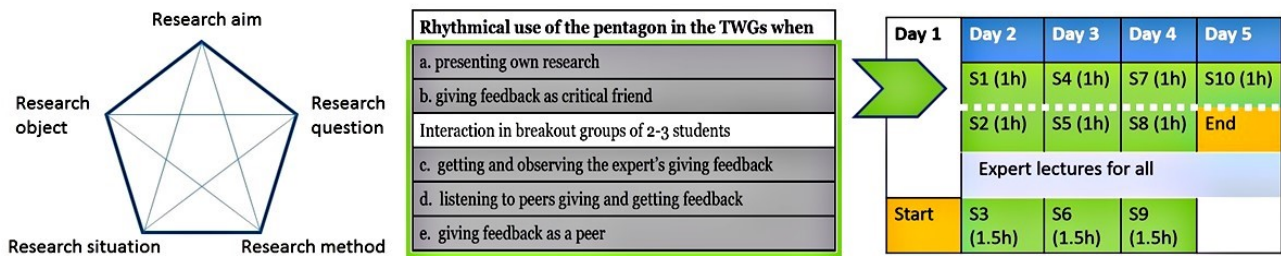 Research aim
Research
object
Research
question
Research situation
Research method
Rhythmical use of the pentagon in the TWGs when
a. presenting own research
b. giving feedback as critical friend
Interaction in breakout groups of 2-3 students
c. getting and observing the expert's giving feedback
d. listening to peers giving and getting feedback
e. giving feedback as a peer
Day 1 Day 2 Day 3 Day 4 Day 5
S1 (1h) S4 (1h) S7 (1h) S10 (1h)
S2 (1h) S5 (1h) S8 (1h) End
Expert lectures for all
Start S3 S6 S9
(1.5h) (1.5h) (1.5h)